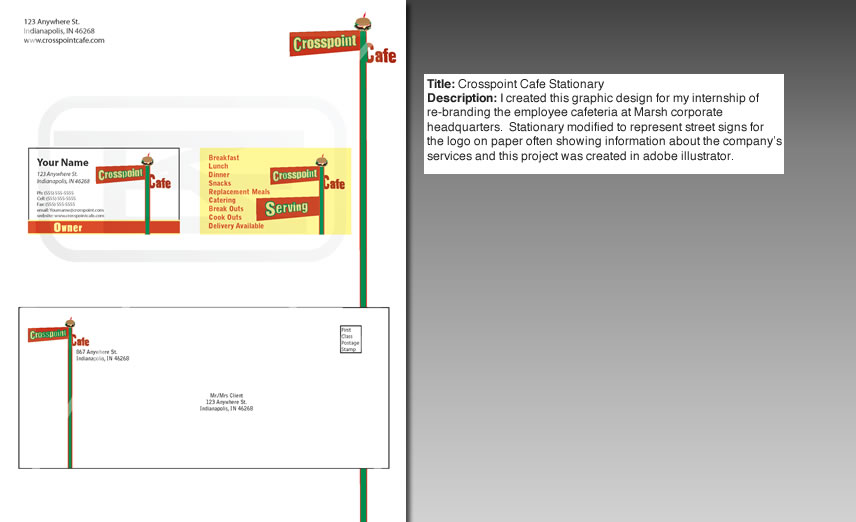 123 Anywhere St.
Indianapolis, IN 46268
www.crosspointcafe.com
Crosspoint
Cafe
Your Name
123 Anywhere St.
Indianapolis, IN 46268
Ph: (555) 555-5555
Cell: (555) 555-5555
Fax: (555) 555-5555
email: Yourname@crosspoint.com
website: www.crosspointcafe.com
Crosspoint
Cafe
Owner
Breakfast
Lunch
Dinner
Snacks
Replacement Meals
Catering
Break Outs
Cook Outs
Delivery Available
Crosspoint
Cafe
Serving
Crosspoint
Cafe
867 Anywhere St.
Indianapolis, IN 46268
First
Class
Postage
Stamp
Mr/Mrs Client
123 Anywhere St.
Indianapolis, IN 46268
Title: Crosspoint Cafe Stationary
Description: I created this graphic design for my internship of
re-branding the employee cafeteria at Marsh corporate
headquarters. Stationary modified to represent street signs for
the logo on paper often showing information about the company's
services and this project was created in adobe illustrator.